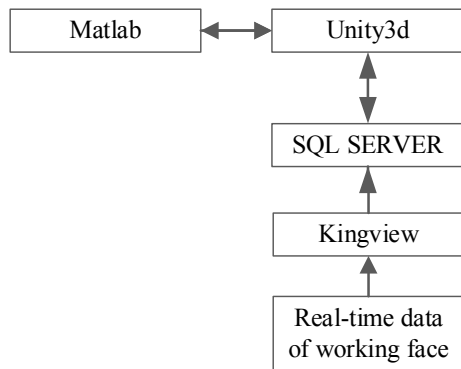 Matlab
Unity3d
SQL SERVER
Kingview
Real-time data
of working face